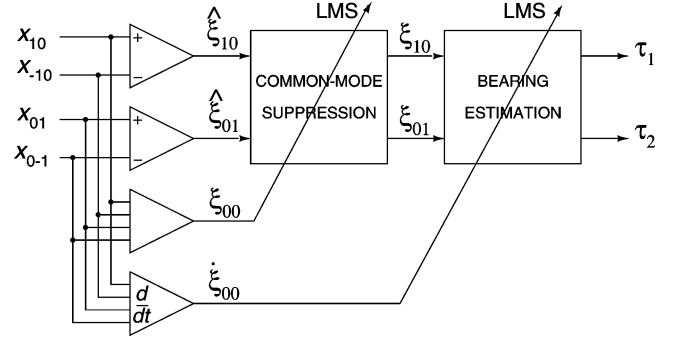 LMS LMS
x₁₀ + ξ̂₁₀ ξ₁₀ τ₁
x₋₁₀ − COMMON-MODE BEARING
SUPPRESSION ESTIMATION
x₀₁ + ξ̂₀₁ ξ₀₁ τ₂
x₀₋₁ −
ξ₀₀
ξ̇₀₀
d
dt